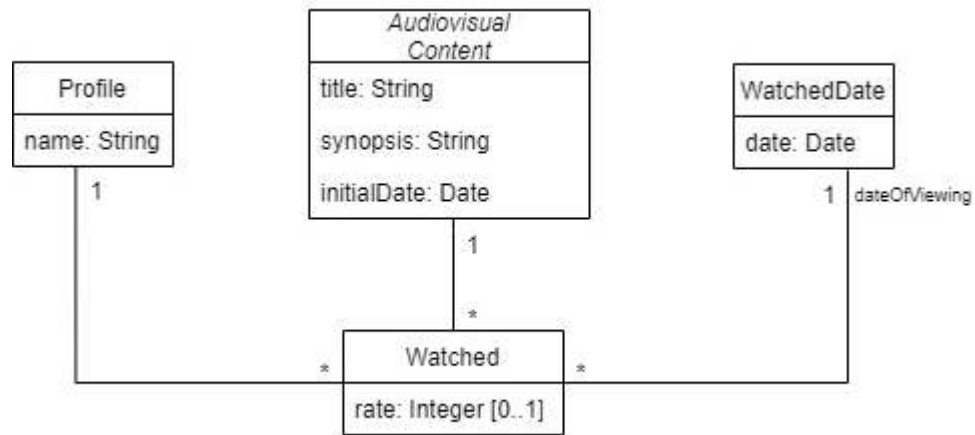 Audiovisual
Content
title: String
synopsis: String
initialDate: Date
Profile
name: String
WatchedDate
date: Date
1
1
1
dateOfViewing
*
*
*
Watched
rate: Integer [0..1]